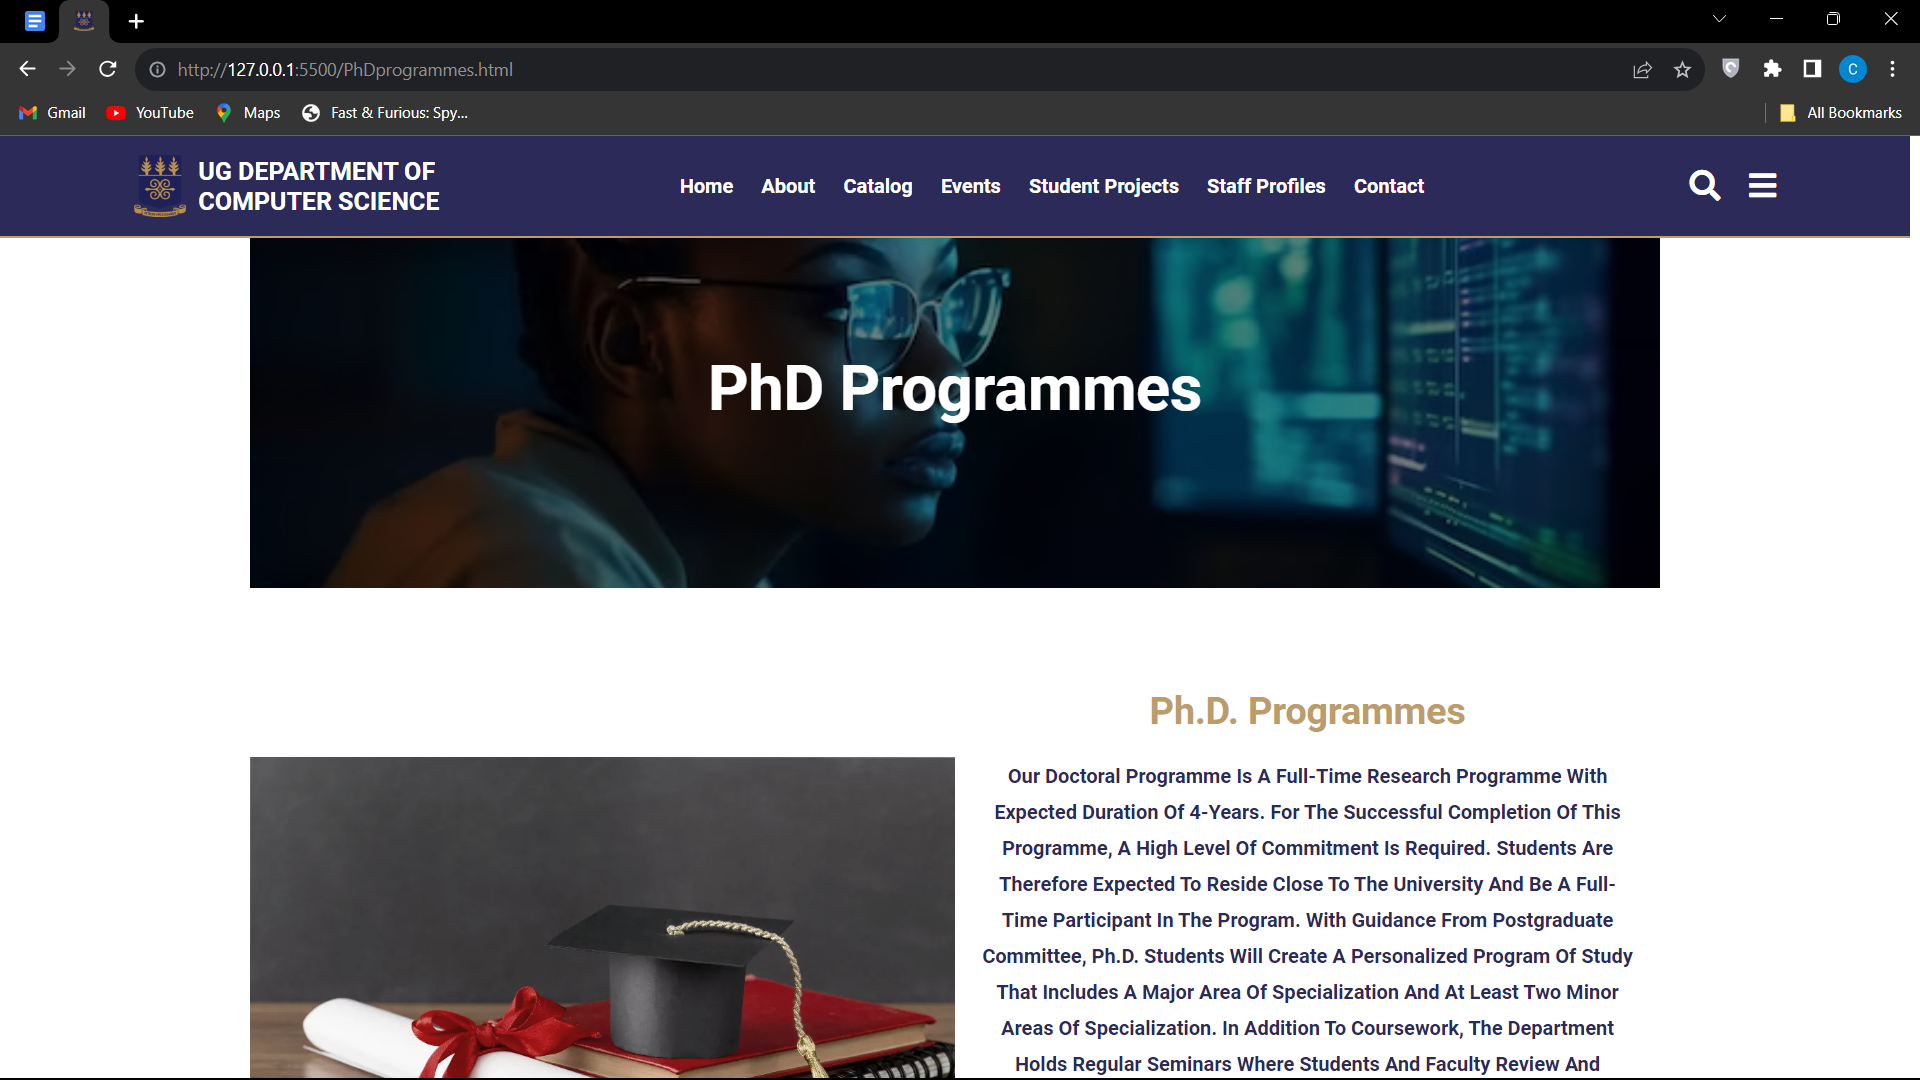 http://127.0.0.1:5500/PhDprogrammes.html
C
Gmail
YouTube
Maps
Fast & Furious: Spy...
All Bookmarks
UG DEPARTMENT OF
COMPUTER SCIENCE
Home
About
Catalog
Events
Student Projects
Staff Profiles
Contact
PhD Programmes
Ph.D. Programmes
Our Doctoral Programme Is A Full-Time Research Programme With
Expected Duration Of 4-Years. For The Successful Completion Of This
Programme, A High Level Of Commitment Is Required. Students Are
Therefore Expected To Reside Close To The University And Be A Full-
Time Participant In The Program. With Guidance From Postgraduate
Committee, Ph.D. Students Will Create A Personalized Program Of Study
That Includes A Major Area Of Specialization And At Least Two Minor
Areas Of Specialization. In Addition To Coursework, The Department
Holds Regular Seminars Where Students And Faculty Review And